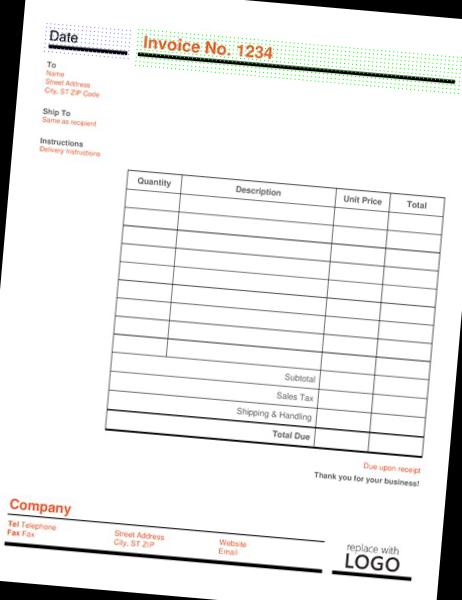 Date
Invoice No. 1234
To
Name
Street Address
City, ST ZIP Code
Ship To
Same as recipient
Instructions
Delivery Instructions
Quantity Description Unit Price Total
Subtotal
Sales Tax
Shipping & Handling
Total Due
Due upon receipt
Thank you for your business!
Company
Tel Telephone
Fax Fax
Street Address
City, ST ZIP
Website
Email
replace with
LOGO